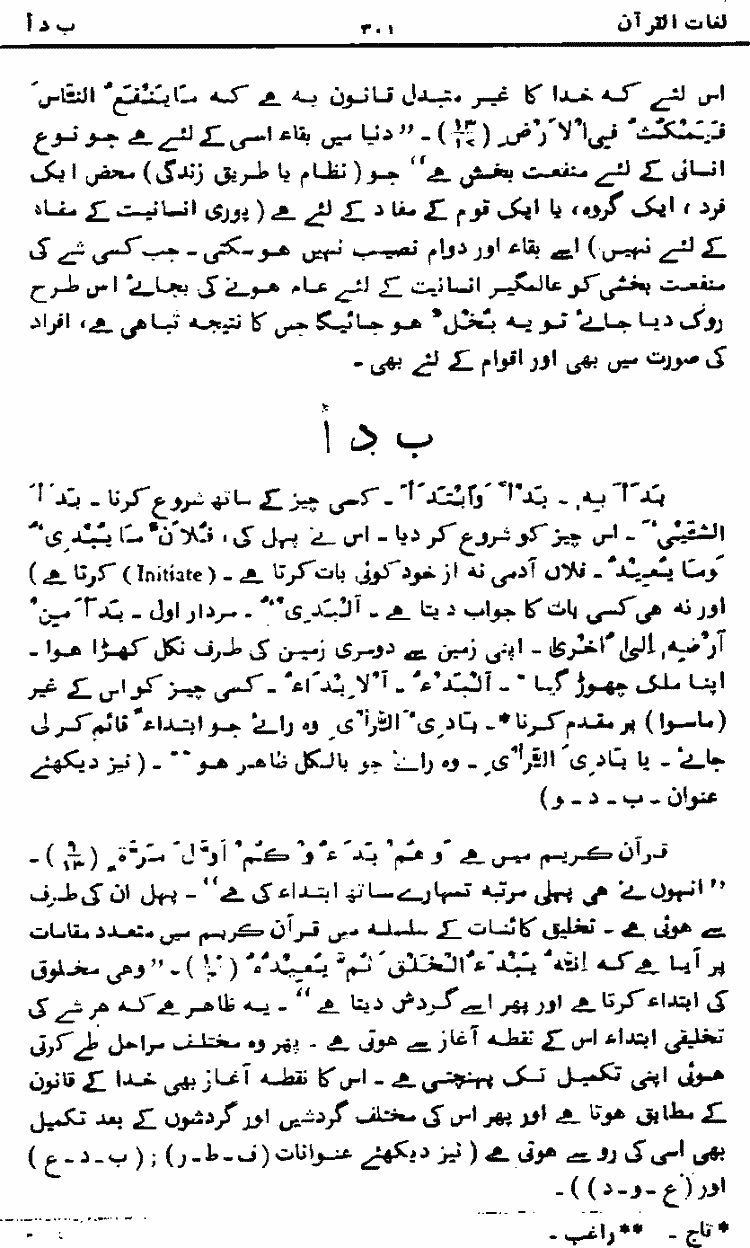 لغات القرآن ۳۰۱ ب د أ
اس لئے کہ خدا کا غیر متبدل قانون یہ ہے کہ مَا یَنْفَعُ النَّاسَ
فَیَمْکُثُ فِی الْاَرْضِ (۱۳/۱۷)۔ ”دنیا میں بقاء اسی کے لئے ہے جو نوع
انسانی کے لئے منفعت بخش ہے“ جو (نظام یا طریق زندگی) محض ایک
فرد ، ایک گروہ، یا ایک قوم کے مفاد کے لئے ہے (پوری انسانیت کے مفاد
کے لئے نہیں) اسے بقاء اور دوام نصیب نہیں ہو سکتی ۔ جب کسی شے کی
منفعت بخشی کو عالمگیر انسانیت کے لئے عام ہونے کی بجائے اس طرح
روک دیا جائے تو یہ بُخْل ہو جائیگا جس کا نتیجہ تباہی ہے، افراد
کی صورت میں بھی اور اقوام کے لئے بھی ۔
ب د أ
بَدَأَ بِہِ ۔ بَدْأً وَابْتَدَأَ ۔ کسی چیز کے ساتھ شروع کرنا ۔ بَدَأَ
الشَّیْئَ ۔ اس چیز کو شروع کر دیا ۔ اس نے پہل کی، فُلَانٌ مَا یُبْدِیُٔ
وَمَا یُعِیْدُ ۔ فلاں آدمی نہ از خود کوئی بات کرتا ہے ۔ (Initiate کرتا ہے)
اور نہ ہی کسی بات کا جواب دیتا ہے ۔ اَلْبَدِیُٔ ۔ سردار اول ۔ بَدَأَ مِنْ
اَرْضِہِ اِلیٰ اُخْریٰ ۔ اپنی زمین سے دوسری زمین کی طرف نکل کھڑا ہوا ۔
اپنا ملک چھوڑ گیا * ۔ اَلْبَدْءُ ۔ اَلْاِبْدَاءُ ۔ کسی چیز کو اس کے غیر
(ماسوا) پر مقدم کرنا* ۔ بَادِیَٔ الرَّأْیِ وہ رائے جو ابتداءً قائم کر لی
جائے ۔ یا بَادِیَ الرَّأْیِ ۔ وہ رائے جو بالکل ظاہر ہو ** ۔ (نیز دیکھئے
عنوان ۔ ب ۔ د ۔ و)
قرآن کریم میں ہے وَھُمْ بَدَءُوْکُمْ اَوَّلَ مَرَّۃٍ (۹/۱۳) ۔
”انہوں نے ہی پہلی مرتبہ تمہارے ساتھ ابتداء کی ہے“ ۔ پہل ان کی طرف
سے ہوئی ہے ۔ تخلیق کائنات کے سلسلہ میں قرآن کریم میں متعدد مقامات
پر آیا ہے کہ اِنَّہُ یَبْدَءُ الْخَلْقَ ثُمَّ یُعِیْدُہُ ۔ ”وہی مخلوق
کی ابتداء کرتا ہے اور پھر اسے گردش دیتا ہے“ ۔ یہ ظاہر ہے کہ ہر شے کی
تخلیقی ابتداء اس کے نقطہ آغاز سے ہوتی ہے ۔ پھر وہ مختلف مراحل طے کرتی
ہوئی اپنی تکمیل تک پہنچتی ہے ۔ اس کا نقطہ آغاز بھی خدا کے قانون
کے مطابق ہوتا ہے اور پھر اس کی مختلف گردشیں اور گردشوں کے بعد تکمیل
بھی اسی کی رو سے ہوتی ہے (نیز دیکھئے عنوانات (ف ۔ ط ۔ ر) ; (ب ۔ د ۔ ع)
اور (ع ۔ و ۔ د)) ۔
*تاج ۔ **راغب ۔